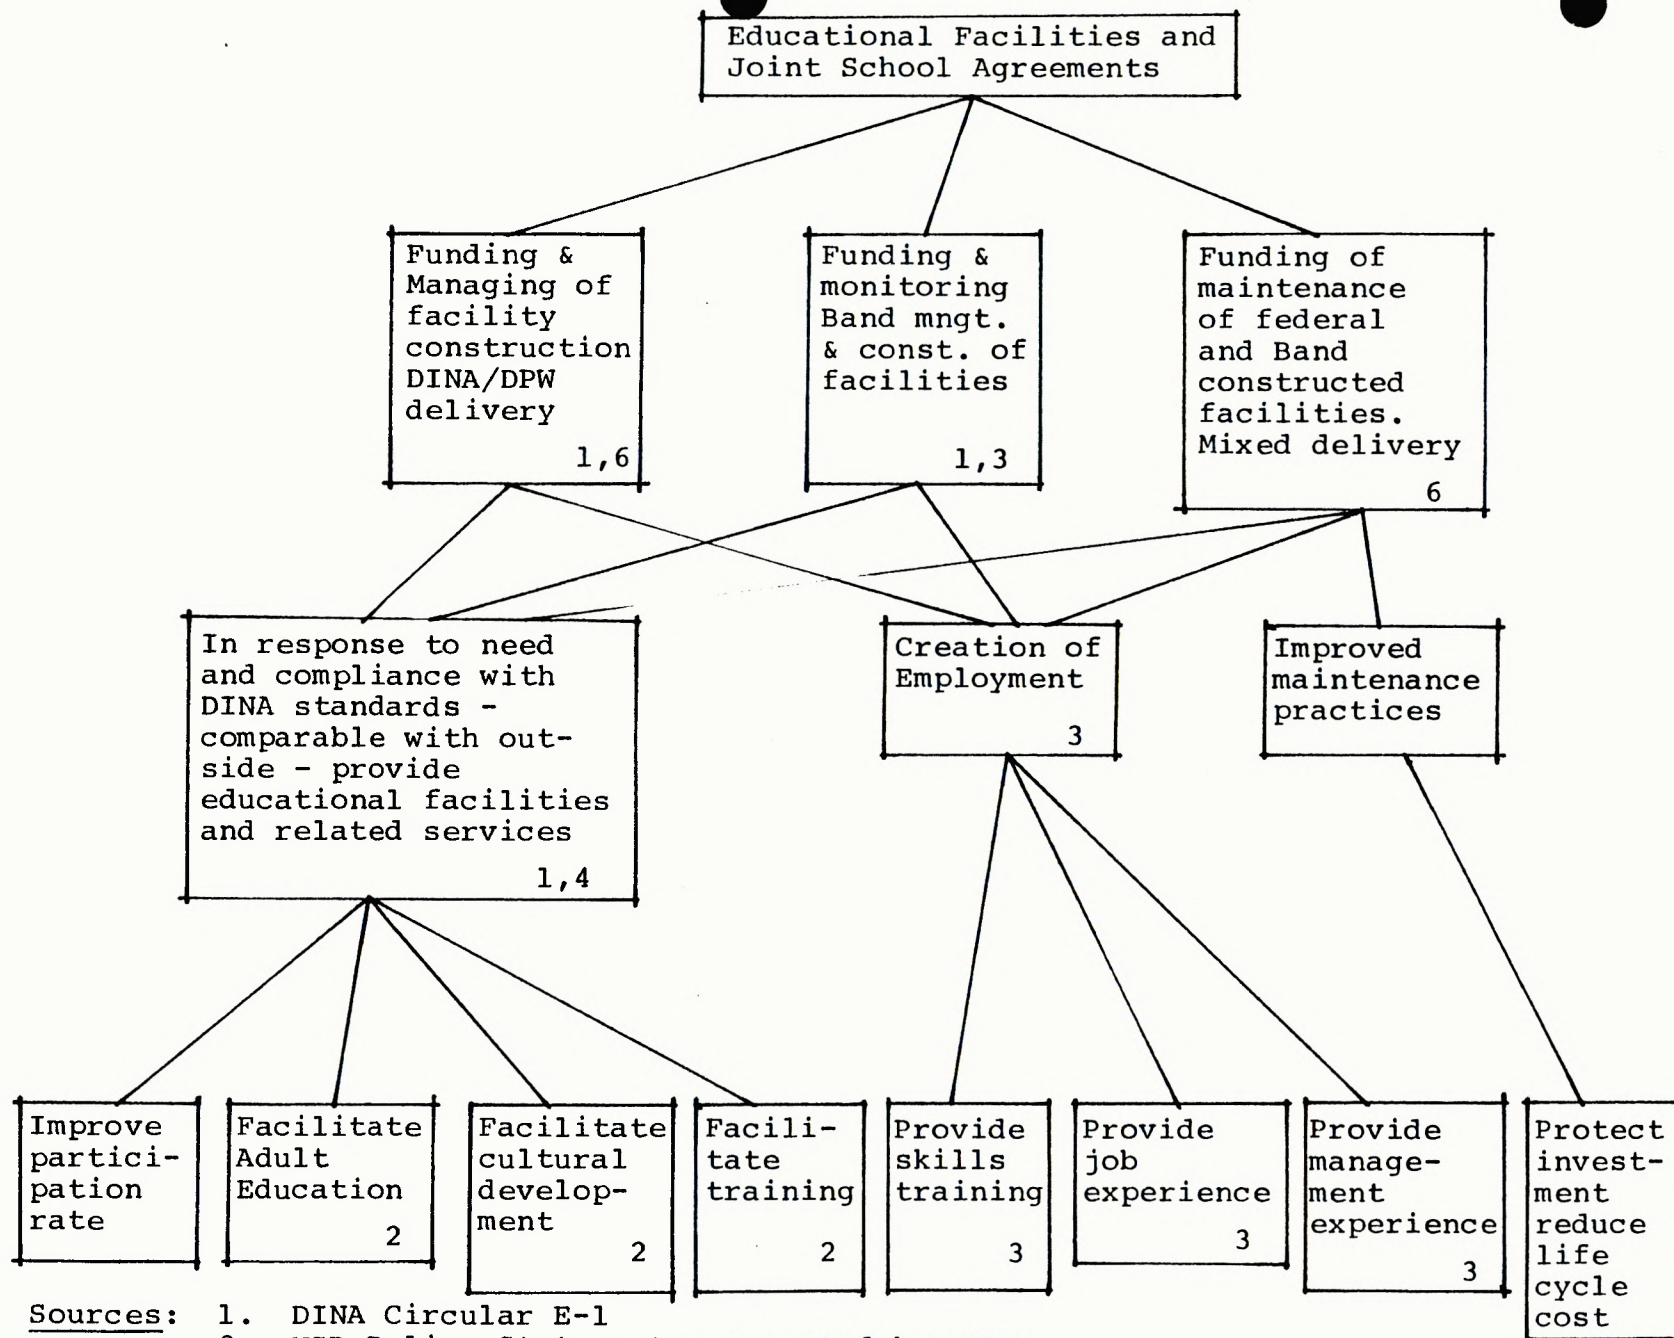 Educational Facilities and
Joint School Agreements
Funding &
Managing of
facility
construction
DINA/DPW
delivery
1,6
Funding &
monitoring
Band mngt.
& const. of
facilities
1,3
Funding of
maintenance
of federal
and Band
constructed
facilities.
Mixed delivery
6
In response to need
and compliance with
DINA standards -
comparable with out-
side - provide
educational facilities
and related services
1,4
Creation of
Employment
3
Improved
maintenance
practices
Improve
partici-
pation
rate
Facilitate
Adult
Education
2
Facilitate
cultural
develop-
ment
2
Facili-
tate
training
2
Provide
skills
training
3
Provide
job
experience
3
Provide
manage-
ment
experience
3
Protect
invest-
ment
reduce
life
cycle
cost
Sources: 1. DINA Circular E-1